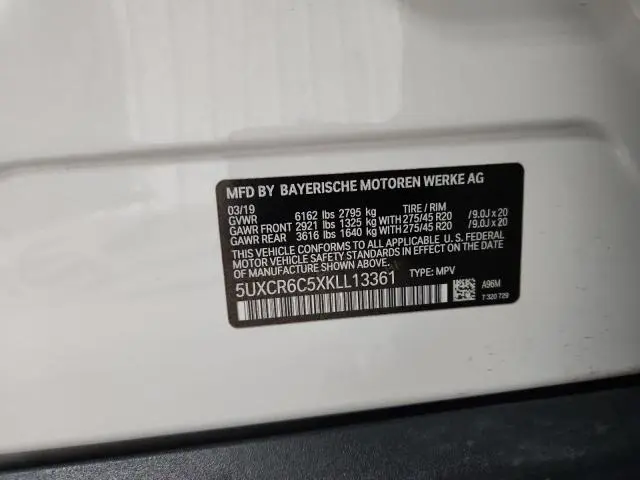 MFD BY BAYERISCHE MOTOREN WERKE AG
03/19 TIRE / RIM
GVWR 6162 lbs 2795 kg
GAWR FRONT 2921 lbs 1325 kg WITH 275/45 R20 /9.0J x 20
GAWR REAR 3616 lbs 1640 kg WITH 275/45 R20 /9.0J x 20
THIS VEHICLE CONFORMS TO ALL APPLICABLE U. S. FEDERAL
MOTOR VEHICLE SAFETY STANDARDS IN EFFECT ON THE
DATE OF MANUFACTURE SHOWN ABOVE.
5UXCR6C5XKLL13361 TYPE: MPV
A96M
T 320 729